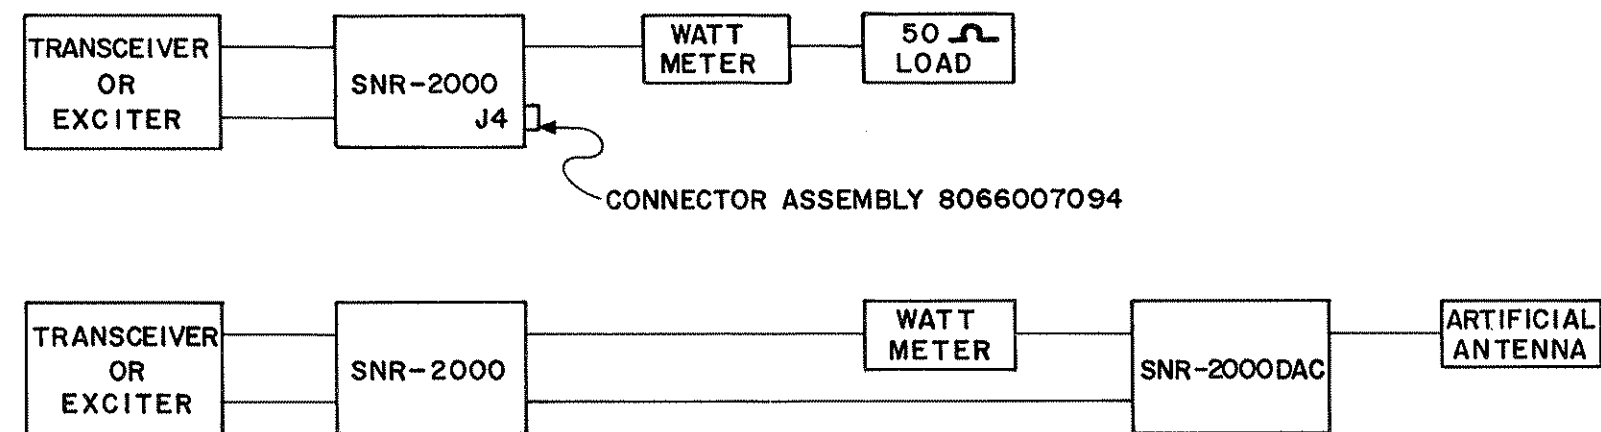 TRANSCEIVER
OR
EXCITER
SNR-2000
J4
WATT
METER
50 Ω
LOAD
CONNECTOR ASSEMBLY 8066007094
TRANSCEIVER
OR
EXCITER
SNR-2000
WATT
METER
SNR-2000DAC
ARTIFICIAL
ANTENNA